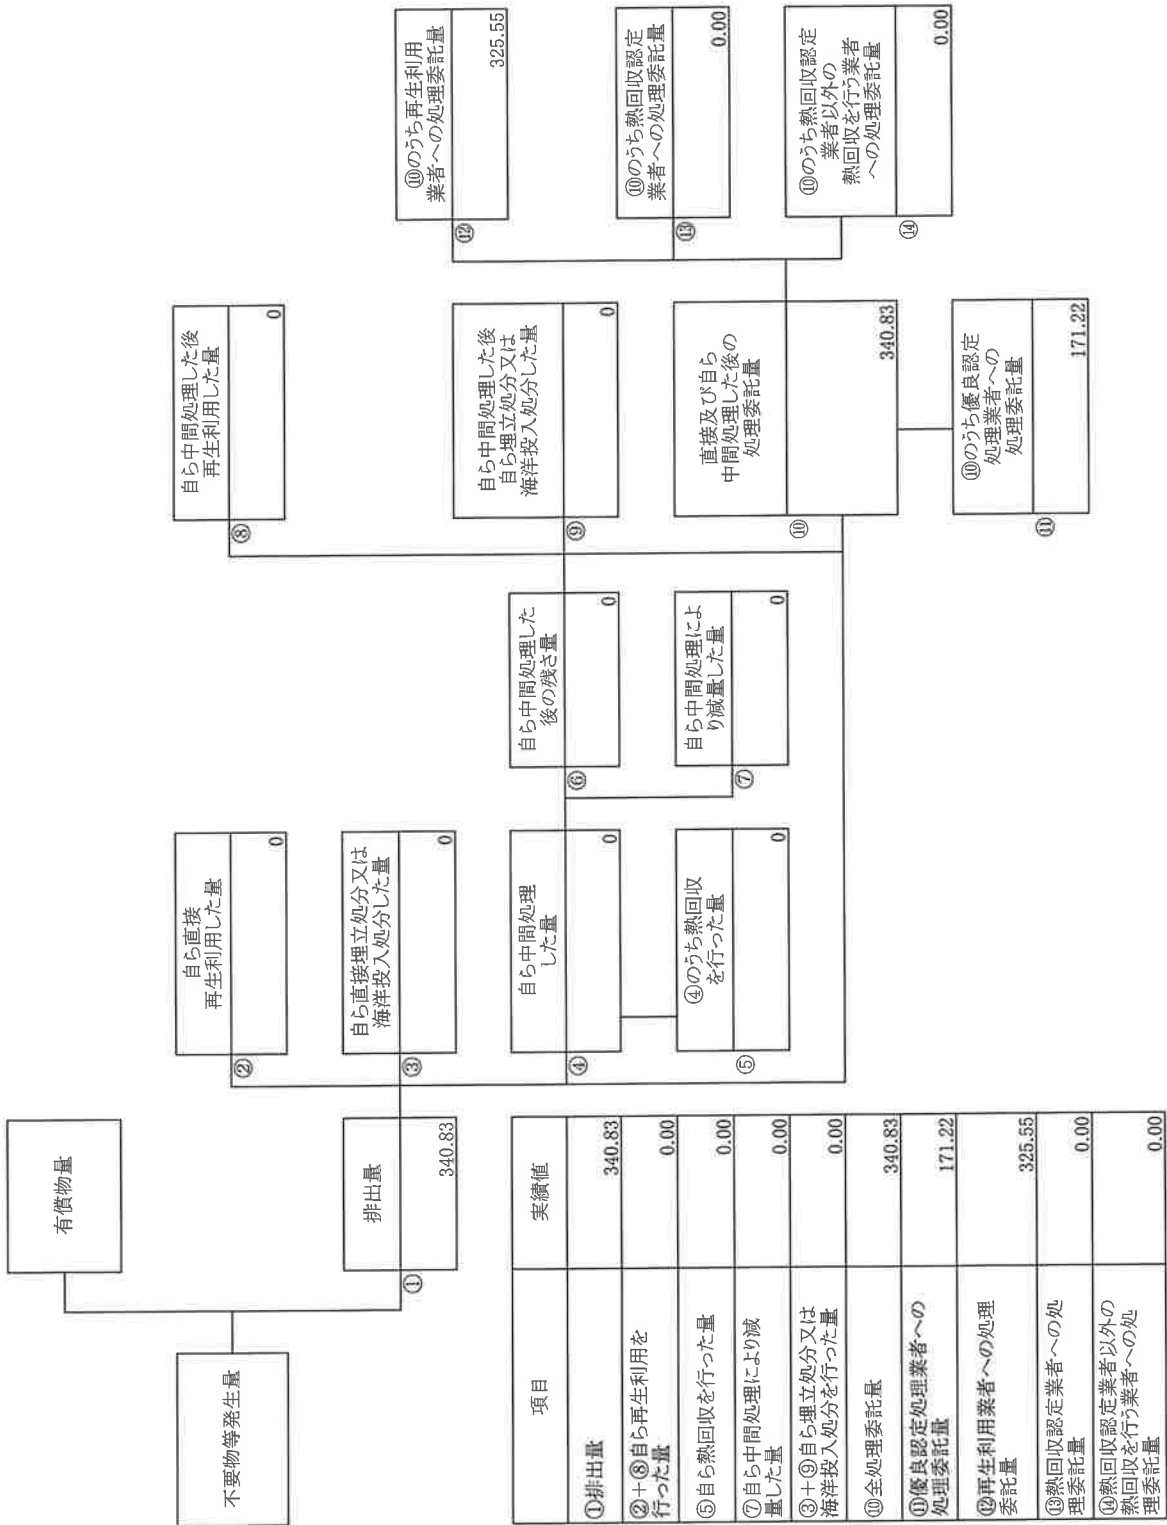 不要物等発生量
有償物量
排出量
①
340.83
自ら直接
再生利用した量
②
0
自ら直接埋立処分又は
海洋投入処分した量
③
0
自ら中間処理
した量
④
0
④のうち熱回収
を行った量
⑤
0
自ら中間処理した
後の残さ量
⑥
0
自ら中間処理によ
り減量した量
⑦
0
自ら中間処理した後
再生利用した量
⑧
0
自ら中間処理した後
自ら埋立処分又は
海洋投入処分した量
⑨
0
直接及び自ら
中間処理した後の
処理委託量
⑩
340.83
⑩のうち優良認定
処理業者への
処理委託量
⑪
171.22
⑩のうち再生利用
業者への処理委託量
⑫
325.55
⑩のうち熱回収認定
業者への処理委託量
⑬
0.00
⑩のうち熱回収認定
業者以外の
熱回収を行う業者
への処理委託量
⑭
0.00
項目
実績値
①排出量
340.83
②+⑧自ら再生利用を
行った量
0.00
⑤自ら熱回収を行った量
0.00
⑦自ら中間処理により減
量した量
0.00
③+⑨自ら埋立処分又は
海洋投入処分を行った量
0.00
⑩全処理委託量
340.83
⑪優良認定処理業者への
処理委託量
171.22
⑫再生利用業者への処理
委託量
325.55
⑬熱回収認定業者への処
理委託量
0.00
⑭熱回収認定業者以外の
熱回収を行う業者への処
理委託量
0.00